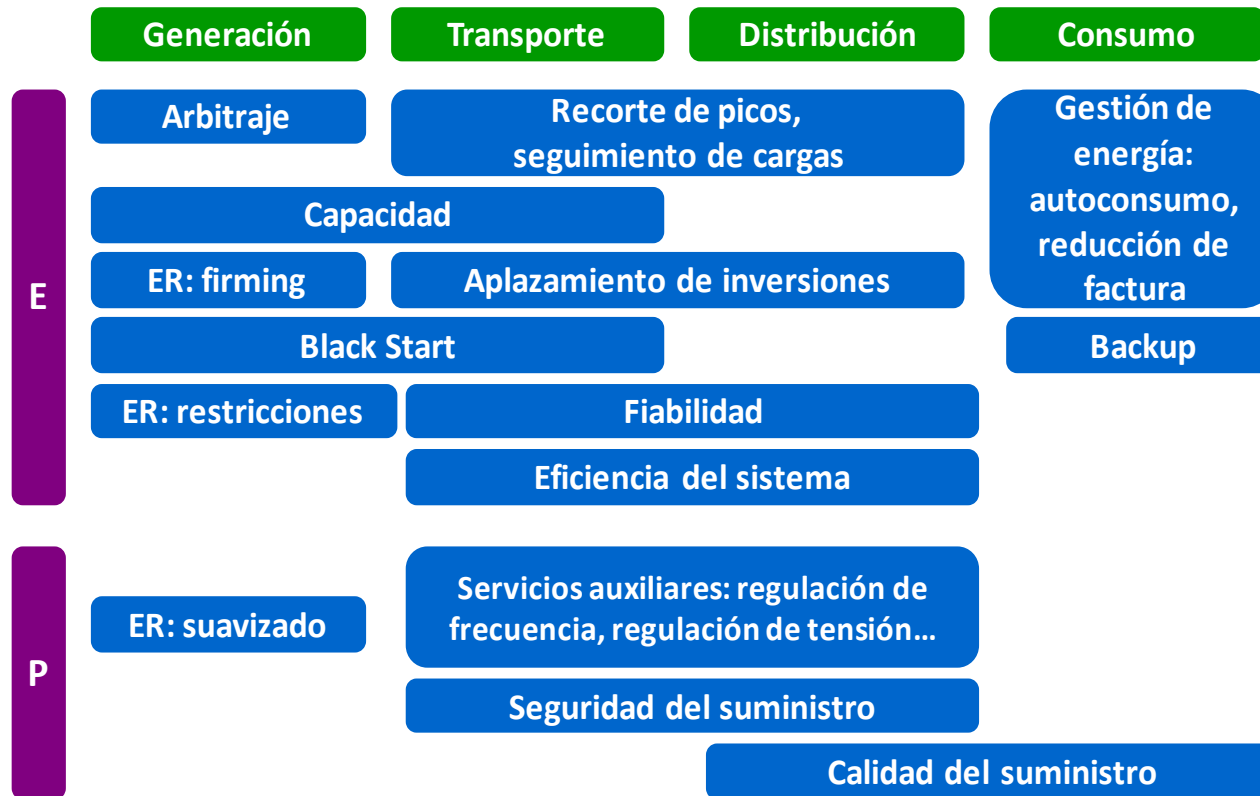 Generación
Transporte
Distribución
Consumo
E
Arbitraje
Recorte de picos,
seguimiento de cargas
Gestión de
energía:
autoconsumo,
reducción de
factura
Capacidad
ER: firming
Aplazamiento de inversiones
Black Start
Backup
ER: restricciones
Fiabilidad
Eficiencia del sistema
P
ER: suavizado
Servicios auxiliares: regulación de
frecuencia, regulación de tensión...
Seguridad del suministro
Calidad del suministro